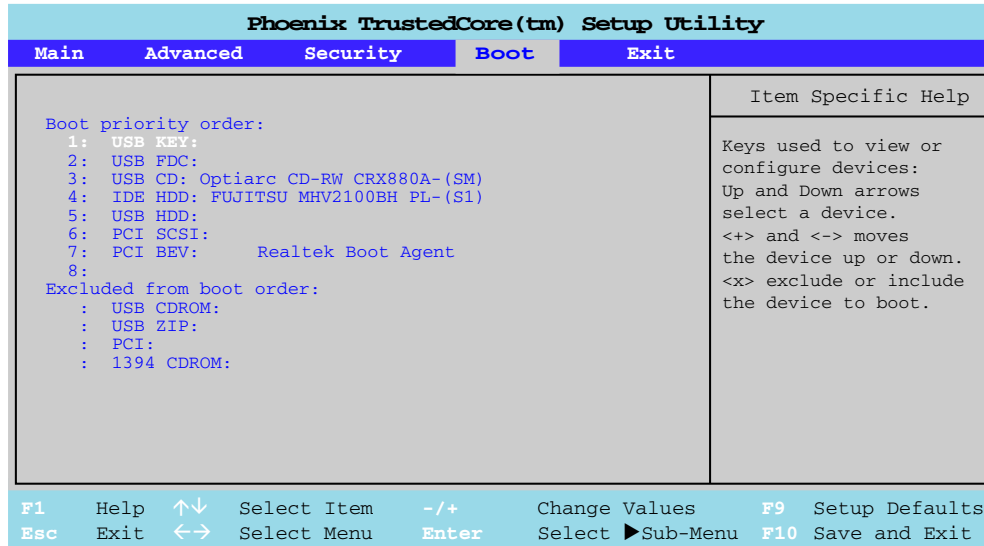 Phoenix TrustedCore(tm) Setup Utility
Main Advanced Security Boot Exit
Item Specific Help
Boot priority order:
1: USB KEY:
2: USB FDC:
3: USB CD: Optiarc CD-RW CRX880A-(SM)
4: IDE HDD: FUJITSU MHV2100BH PL-(S1)
5: USB HDD:
6: PCI SCSI:
7: PCI BEV: Realtek Boot Agent
8:
Excluded from boot order:
: USB CDROM:
: USB ZIP:
: PCI:
: 1394 CDROM:
Keys used to view or
configure devices:
Up and Down arrows
select a device.
<+> and <-> moves
the device up or down.
<x> exclude or include
the device to boot.
F1 Help ↑↓ Select Item -/+ Change Values F9 Setup Defaults
Esc Exit ←→ Select Menu Enter Select ▶Sub-Menu F10 Save and Exit